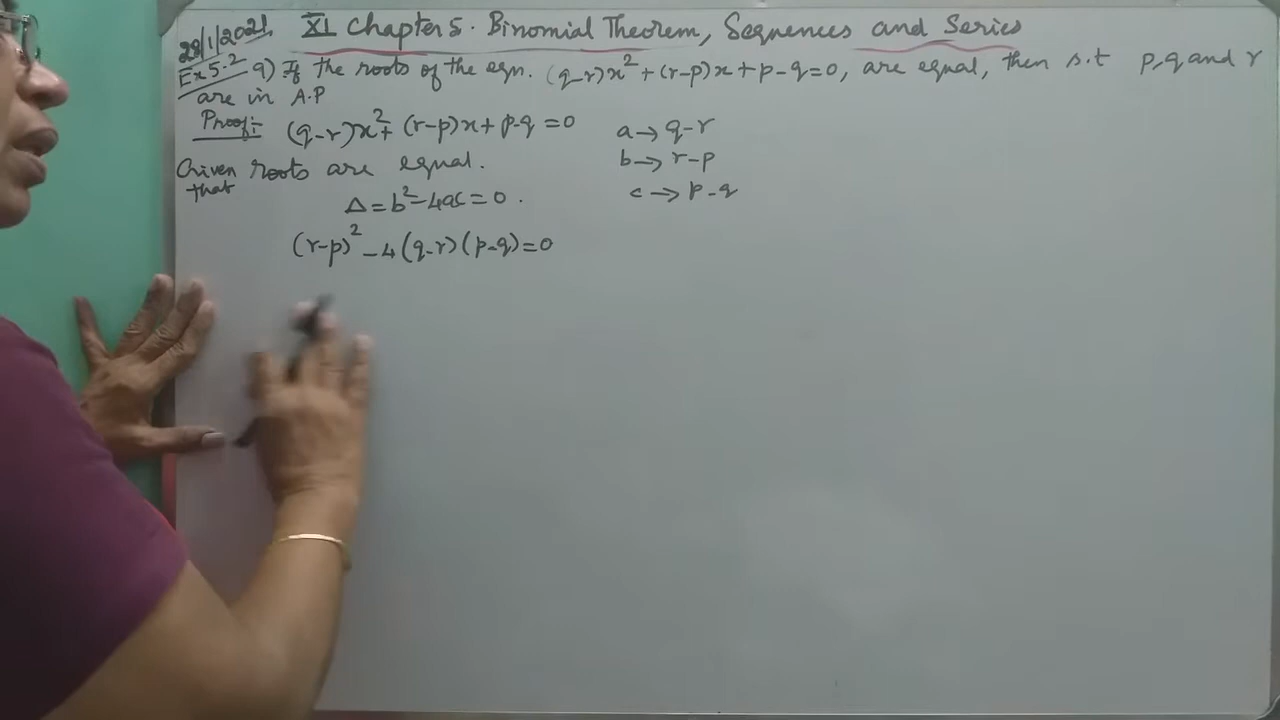 28/1/2021
XI Chapter 5. Binomial Theorem, Sequences and Series
Ex 5.2 9) If the roots of the eqn. (q-r)x²+(r-p)x+p-q=0, are equal, then s.t p,q and r
are in A.P
Proof:- (q-r)x²+(r-p)x+p-q=0
a→q-r
Given that roots are equal.
b→r-p
Δ=b²-4ac=0.
c→p-q
(r-p)²-4(q-r)(p-q)=0